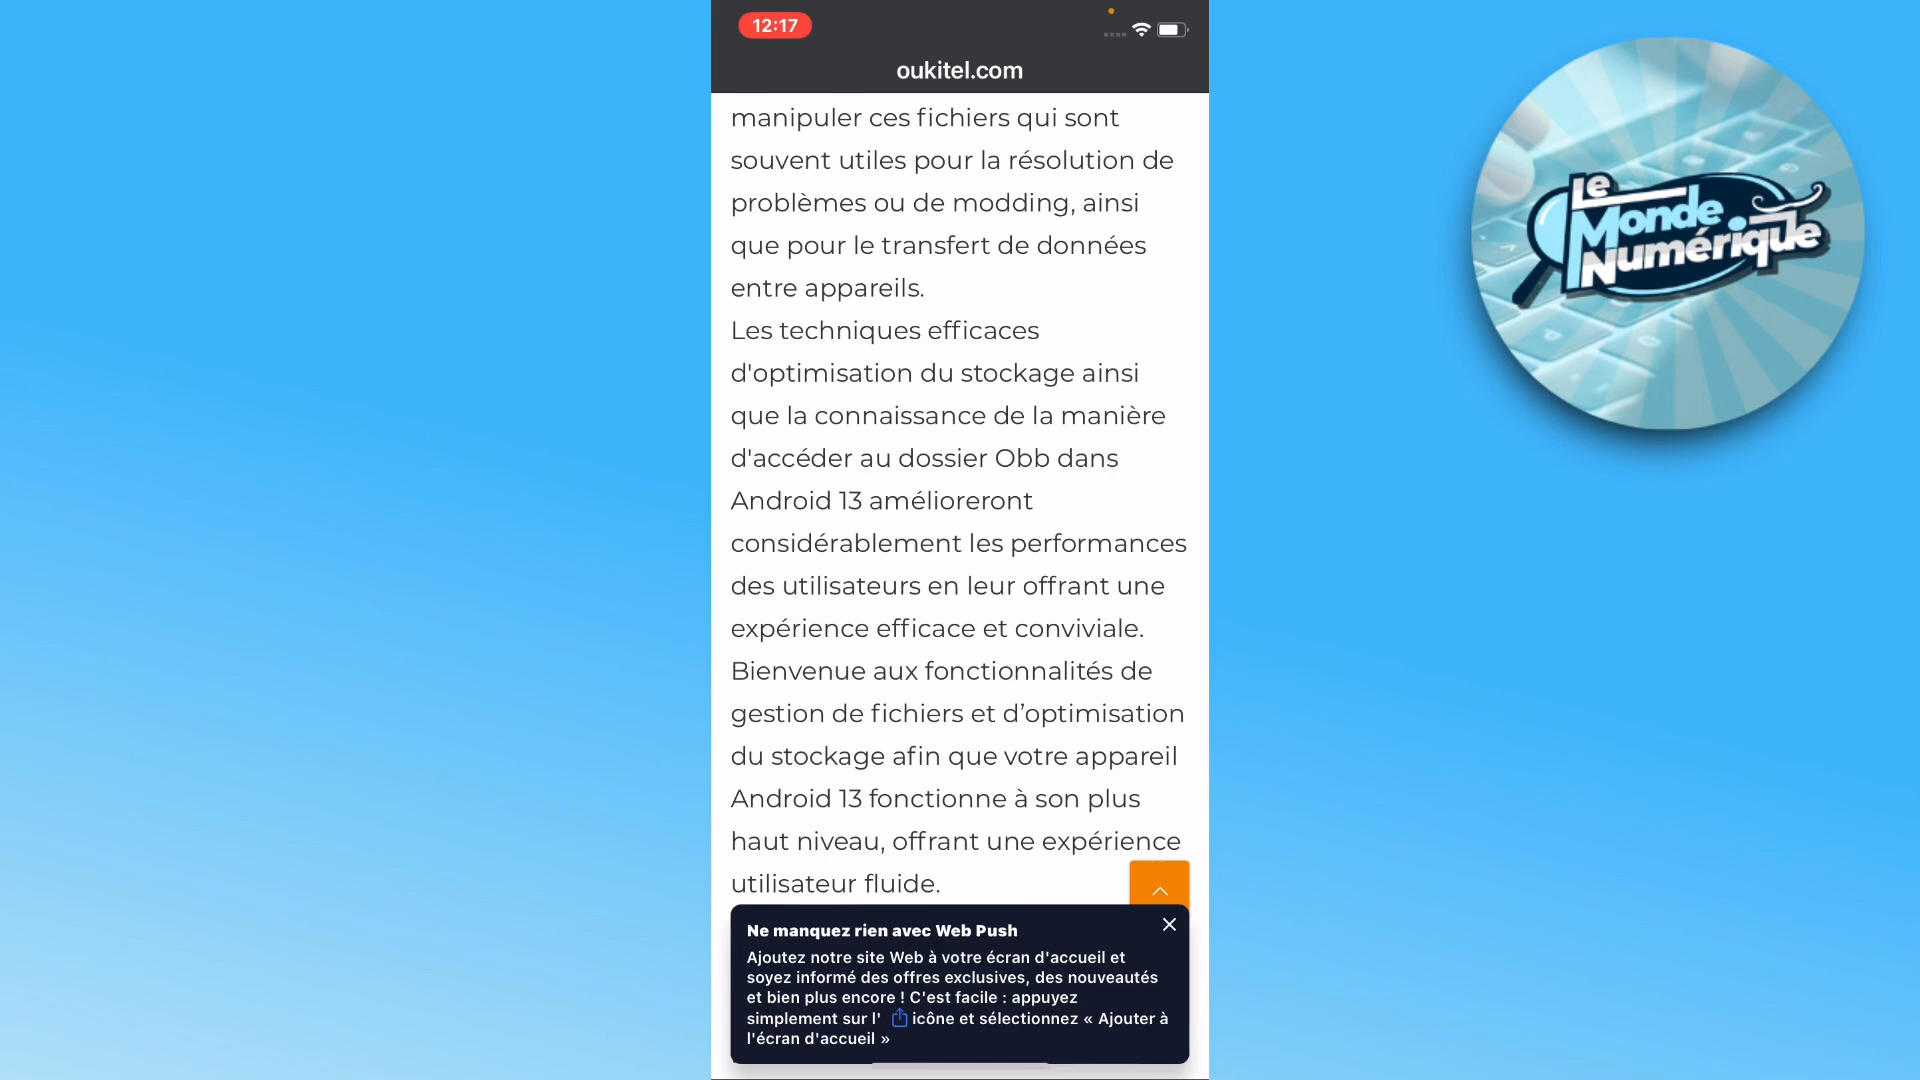 12:17
oukitel.com
manipuler ces fichiers qui sont
souvent utiles pour la résolution de
problèmes ou de modding, ainsi
que pour le transfert de données
entre appareils.
Les techniques efficaces
d'optimisation du stockage ainsi
que la connaissance de la manière
d'accéder au dossier Obb dans
Android 13 amélioreront
considérablement les performances
des utilisateurs en leur offrant une
expérience efficace et conviviale.
Bienvenue aux fonctionnalités de
gestion de fichiers et d’optimisation
du stockage afin que votre appareil
Android 13 fonctionne à son plus
haut niveau, offrant une expérience
utilisateur fluide.
Ne manquez rien avec Web Push
Ajoutez notre site Web à votre écran d'accueil et
soyez informé des offres exclusives, des nouveautés
et bien plus encore ! C'est facile : appuyez
simplement sur l' icône et sélectionnez « Ajouter à
l'écran d'accueil »
Le
Monde
Numérique